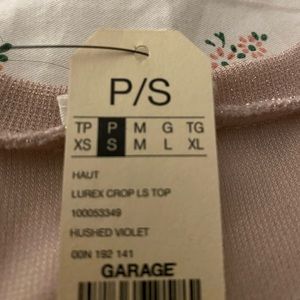 P/S
TP P M G TG
XS S M L XL
HAUT
LUREX CROP LS TOP
100053349
HUSHED VIOLET
00N 192 141
GARAGE